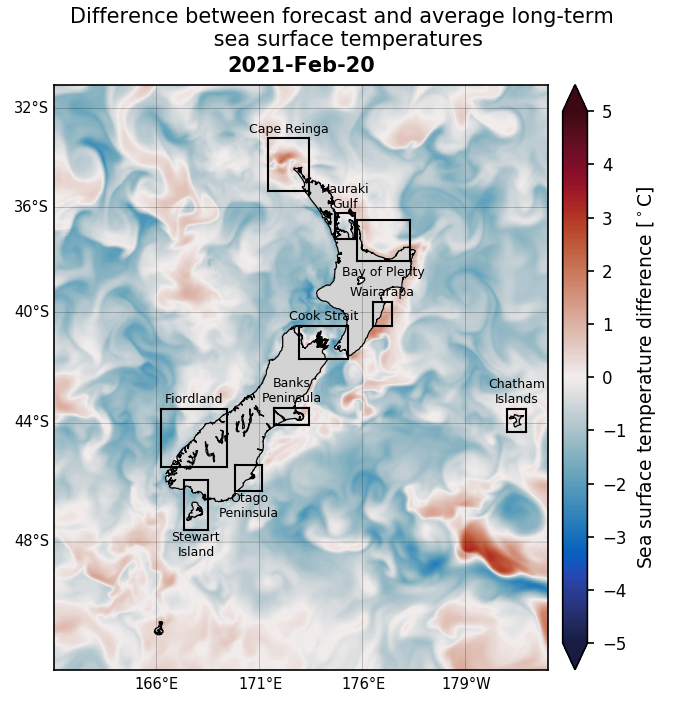 Difference between forecast and average long-term
sea surface temperatures
2021-Feb-20
32°S
36°S
40°S
44°S
48°S
166°E
171°E
176°E
179°W
Cape Reinga
Hauraki
Gulf
Bay of Plenty
Wairarapa
Cook Strait
Banks
Peninsula
Fiordland
Chatham
Islands
Otago
Peninsula
Stewart
Island
5
4
3
2
1
0
−1
−2
−3
−4
−5
Sea surface temperature difference [°C]